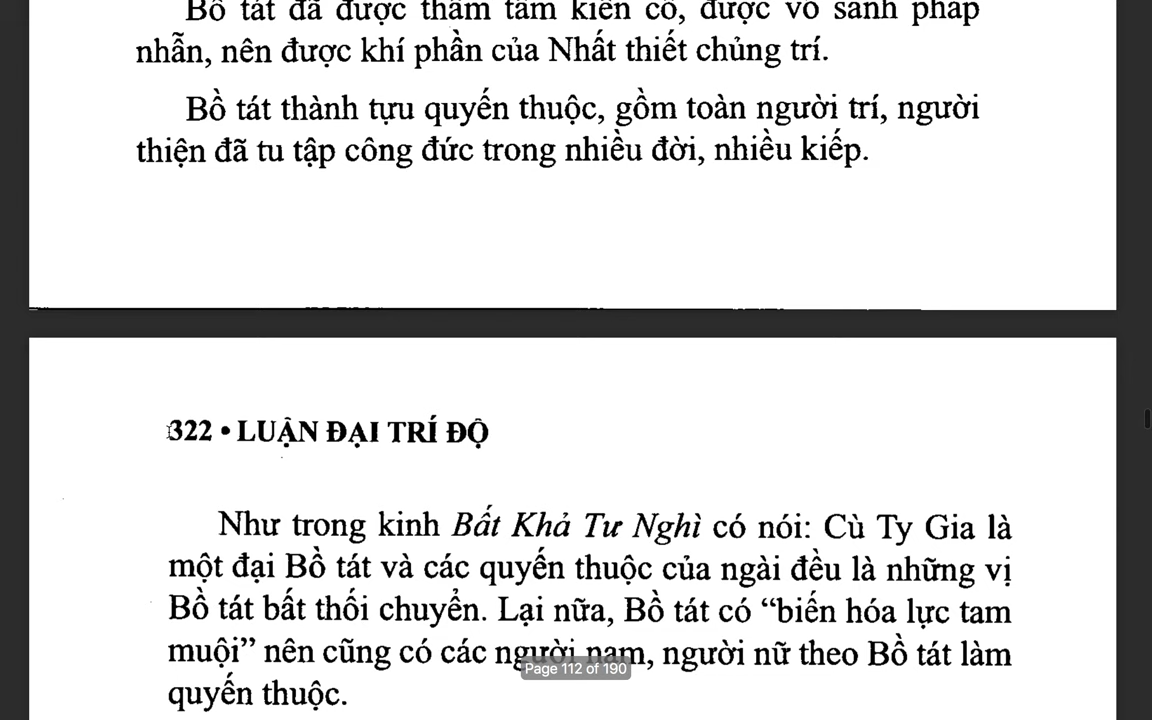 Bồ tát đã được thâm tâm kiên cố, được vô sanh pháp
nhẫn, nên được khí phần của Nhất thiết chủng trí.
Bồ tát thành tựu quyến thuộc, gồm toàn người trí, người
thiện đã tu tập công đức trong nhiều đời, nhiều kiếp.
322 • LUẬN ĐẠI TRÍ ĐỘ
Như trong kinh Bất Khả Tư Nghì có nói: Cù Ty Gia là
một đại Bồ tát và các quyến thuộc của ngài đều là những vị
Bồ tát bất thối chuyển. Lại nữa, Bồ tát có “biến hóa lực tam
muội” nên cũng có các người nam, người nữ theo Bồ tát làm
Page 112 of 190
quyến thuộc.